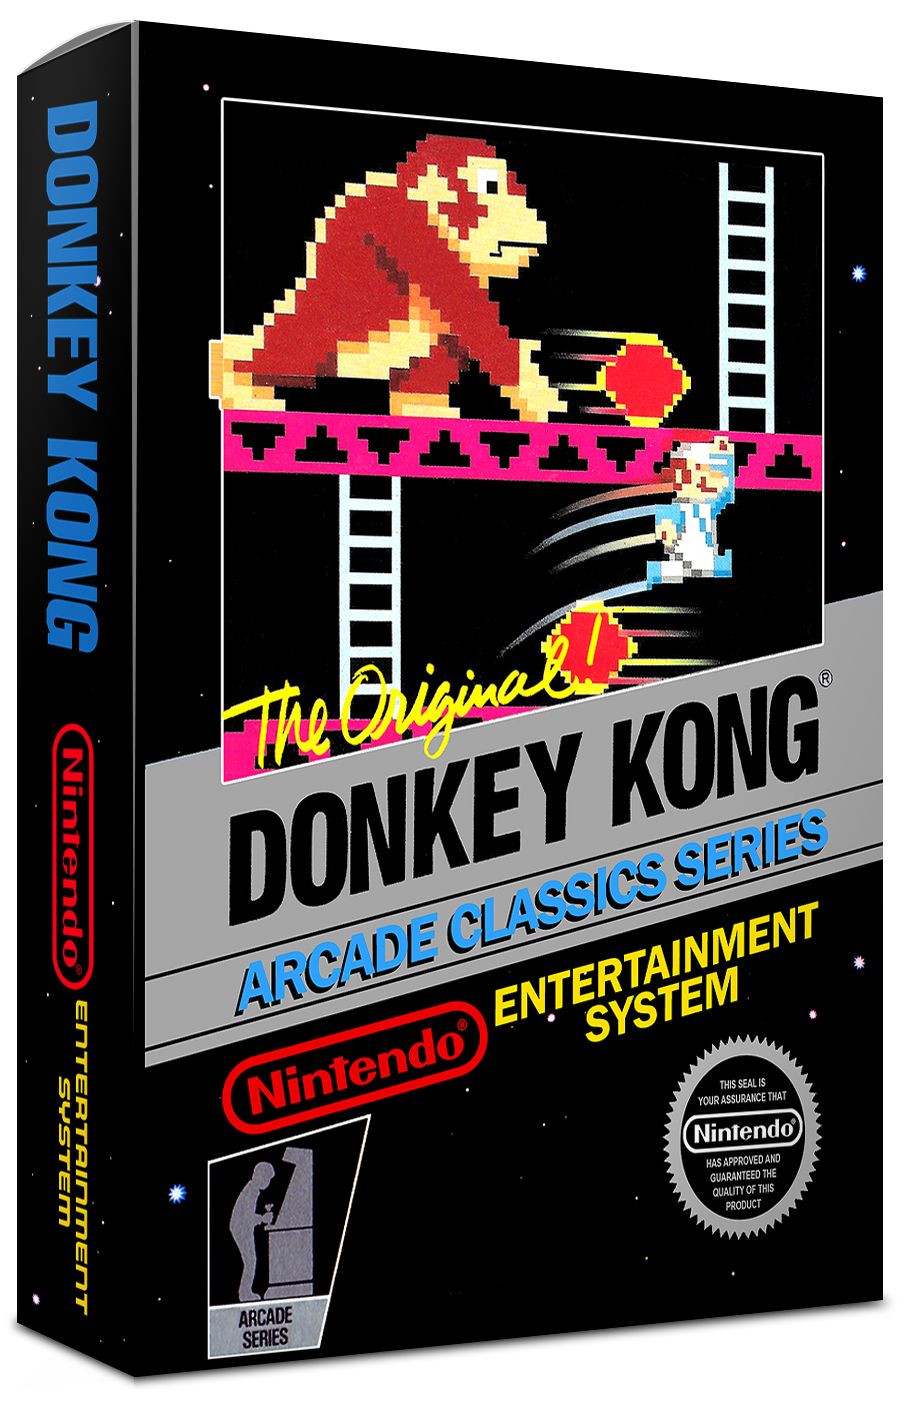 DONKEY KONG
Nintendo®
ENTERTAINMENT
SYSTEM
The Original!
DONKEY KONG®
ARCADE CLASSICS SERIES
Nintendo®
ENTERTAINMENT
SYSTEM
ARCADE
SERIES
THIS SEAL IS
YOUR ASSURANCE THAT
Nintendo®
HAS APPROVED AND
GUARANTEED THE
QUALITY OF THIS
PRODUCT